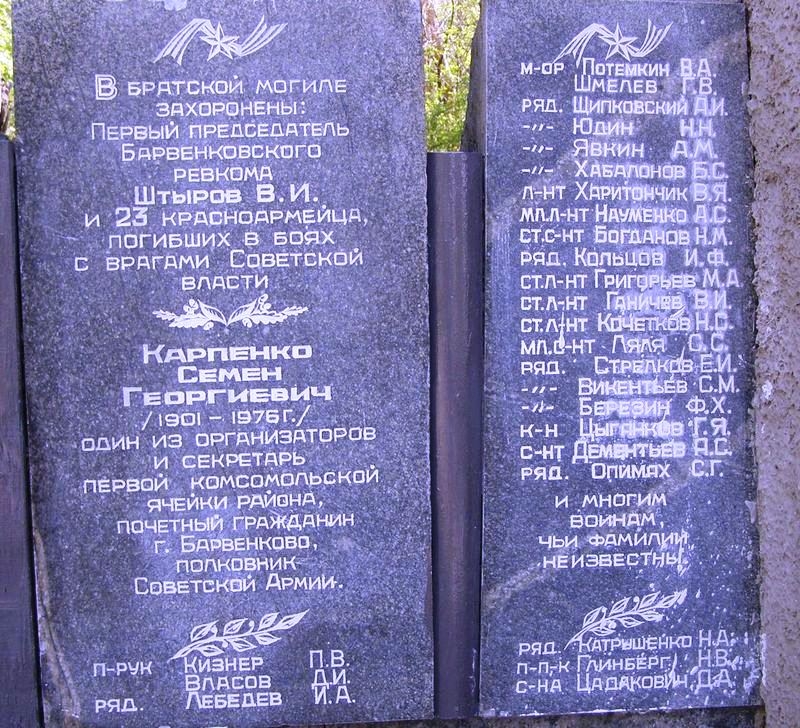 В БРАТСКОЙ МОГИЛЕ
ЗАХОРОНЕНЫ:
ПЕРВЫЙ ПРЕДСЕДАТЕЛЬ
БАРВЕНКОВСКОГО
РЕВКОМА
ШТЫРОВ В.И.
И 23 КРАСНОАРМЕЙЦА,
ПОГИБШИХ В БОЯХ
С ВРАГАМИ СОВЕТСКОЙ
ВЛАСТИ
КАРПЕНКО
СЕМЕН
ГЕОРГИЕВИЧ
/1901 – 1976 Г./
ОДИН ИЗ ОРГАНИЗАТОРОВ
И СЕКРЕТАРЬ
ПЕРВОЙ КОМСОМОЛЬСКОЙ
ЯЧЕЙКИ РАЙОНА,
ПОЧЕТНЫЙ ГРАЖДАНИН
Г. БАРВЕНКОВО,
ПОЛКОВНИК
СОВЕТСКОЙ АРМИИ.
П-РУК КИЗНЕР П.В.
ВЛАСОВ Д.И.
РЯД. ЛЕБЕДЕВ И.А.
М-ОР ПОТЕМКИН В.А.
ШМЕЛЕВ Г.В.
РЯД. ЩИПКОВСКИЙ А.И.
-//- ЮДИН Н.Н.
-//- ЯВКИН А.М.
-//- ХАБАЛОНОВ Б.С.
Л-НТ ХАРИТОНЧИК В.Я.
МЛ.Л-НТ НАУМЕНКО А.С.
СТ.С-НТ БОГДАНОВ Н.М.
РЯД. КОЛЬЦОВ И.Ф.
СТ.Л-НТ ГРИГОРЬЕВ М.А
СТ.Л-НТ ГАНИЧЕВ В.И.
СТ.Л-НТ КОЧЕТКОВ Н.С.
МЛ.С-НТ ЛЯЛЯ С.С.
РЯД. СТРЕЛКОВ Е.И.
-//- ВИКЕНТЬЕВ С.М.
-//- БЕРЕЗИН Ф.Х.
К-Н ЦЫГАНКОВ Г.Я.
С-НТ ДЕМЕНТЬЕВ А.С.
РЯД. ОПИМАХ С.Г.
И МНОГИМ
ВОИНАМ,
ЧЬИ ФАМИЛИИ
НЕИЗВЕСТНЫ.
РЯД. КАТРУШЕНКО Н.А.
П-П-К ГЛИНБЕРГ Н.В.
С-НА ЦАДАКОВИЧ Д.А.